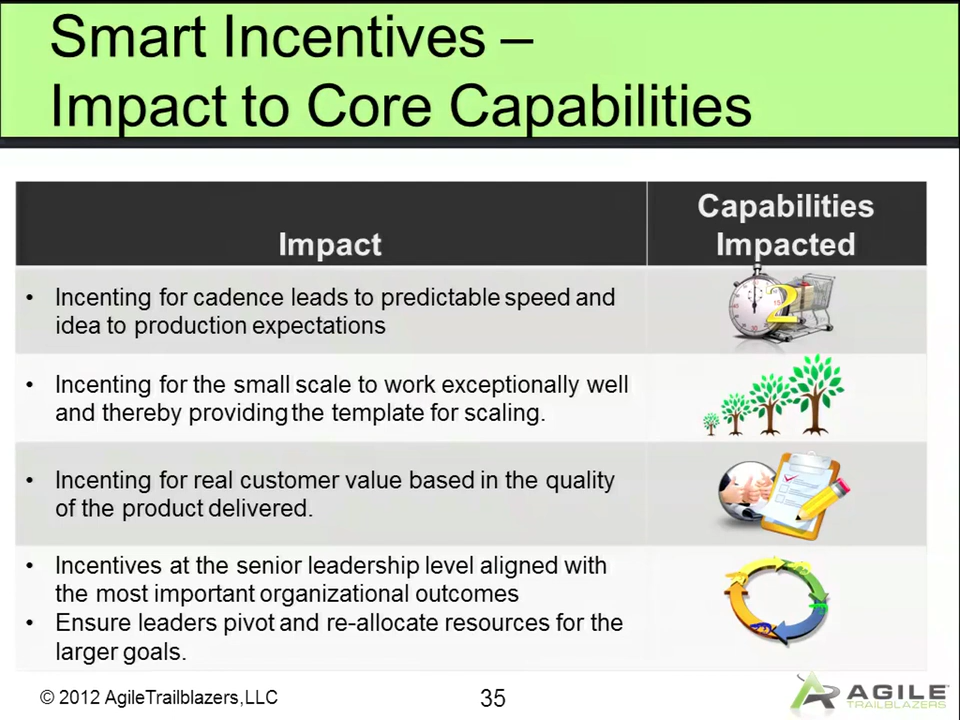 Smart Incentives –
Impact to Core Capabilities
Impact
Capabilities
Impacted
• Incenting for cadence leads to predictable speed and
idea to production expectations
2
• Incenting for the small scale to work exceptionally well
and thereby providing the template for scaling.
• Incenting for real customer value based in the quality
of the product delivered.
• Incentives at the senior leadership level aligned with
the most important organizational outcomes
• Ensure leaders pivot and re-allocate resources for the
larger goals.
© 2012 AgileTrailblazers,LLC
35
AGILE
TRAILBLAZERS